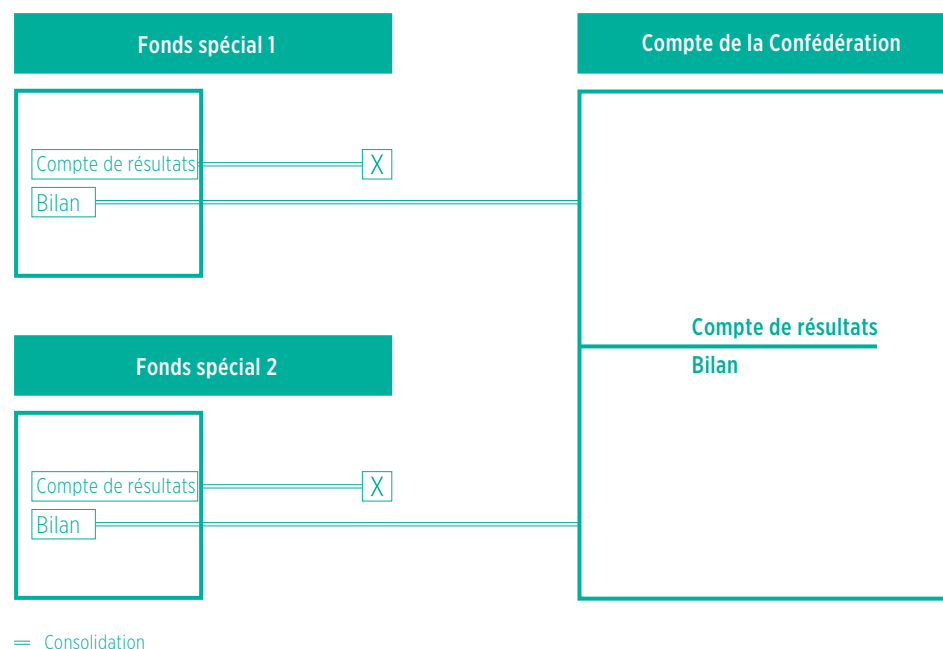 Fonds spécial 1
Compte de la Confédération
Compte de résultats
X
Bilan
Compte de résultats
Bilan
Fonds spécial 2
Compte de résultats
X
Bilan
= Consolidation